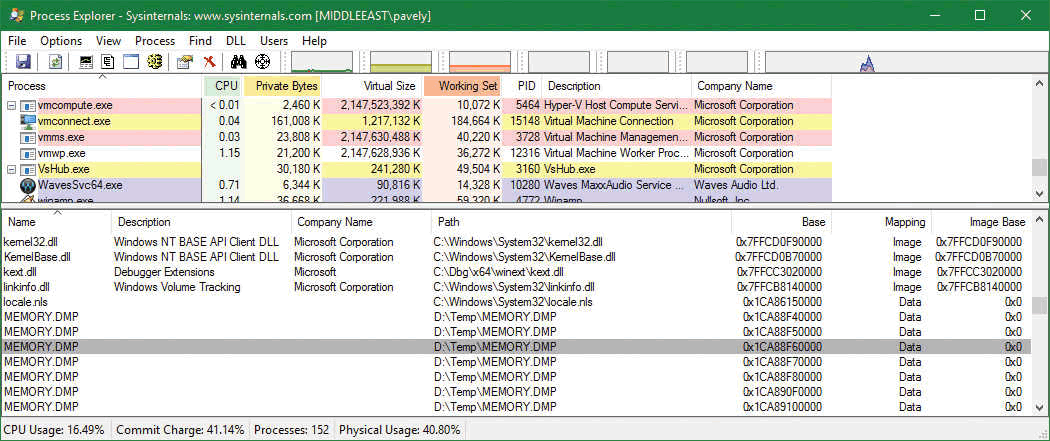 Process Explorer - Sysinternals: www.sysinternals.com [MIDDLEEAST\pavely]
File Options View Process Find DLL Users Help
Process CPU Private Bytes Virtual Size Working Set PID Description Company Name
vmcompute.exe < 0.01 2,460 K 2,147,523,392 K 10,072 K 5464 Hyper-V Host Compute Servi... Microsoft Corporation
vmconnect.exe 0.04 161,008 K 1,217,132 K 184,664 K 15148 Virtual Machine Connection Microsoft Corporation
vmms.exe 0.03 23,808 K 2,147,630,488 K 40,220 K 3728 Virtual Machine Managemen... Microsoft Corporation
vmwp.exe 1.15 21,200 K 2,147,628,936 K 36,272 K 12316 Virtual Machine Worker Proc... Microsoft Corporation
VsHub.exe 30,180 K 241,280 K 49,504 K 3160 VsHub.exe Microsoft Corporation
WavesSvc64.exe 0.71 6,344 K 90,816 K 14,328 K 10280 Waves MaxxAudio Service ... Waves Audio Ltd.
winamp.exe 1.14 36,668 K 221,988 K 59,320 K 4772 Winamp Nullsoft, Inc.
Name Description Company Name Path Base Mapping Image Base
kernel32.dll Windows NT BASE API Client DLL Microsoft Corporation C:\Windows\System32\kernel32.dll 0x7FFCD0F90000 Image 0x7FFCD0F90000
KernelBase.dll Windows NT BASE API Client DLL Microsoft Corporation C:\Windows\System32\KernelBase.dll 0x7FFCD0B70000 Image 0x7FFCD0B70000
kext.dll Debugger Extensions Microsoft C:\Dbg\x64\winext\kext.dll 0x7FFCC3020000 Image 0x7FFCC3020000
linkinfo.dll Windows Volume Tracking Microsoft Corporation C:\Windows\System32\linkinfo.dll 0x7FFCB8140000 Image 0x7FFCB8140000
locale.nls C:\Windows\System32\locale.nls 0x1CA86150000 Data 0x0
MEMORY.DMP D:\Temp\MEMORY.DMP 0x1CA88F40000 Data 0x0
MEMORY.DMP D:\Temp\MEMORY.DMP 0x1CA88F50000 Data 0x0
MEMORY.DMP D:\Temp\MEMORY.DMP 0x1CA88F60000 Data 0x0
MEMORY.DMP D:\Temp\MEMORY.DMP 0x1CA88F70000 Data 0x0
MEMORY.DMP D:\Temp\MEMORY.DMP 0x1CA88F80000 Data 0x0
MEMORY.DMP D:\Temp\MEMORY.DMP 0x1CA890F0000 Data 0x0
MEMORY.DMP D:\Temp\MEMORY.DMP 0x1CA89100000 Data 0x0
CPU Usage: 16.49% Commit Charge: 41.14% Processes: 152 Physical Usage: 40.80%